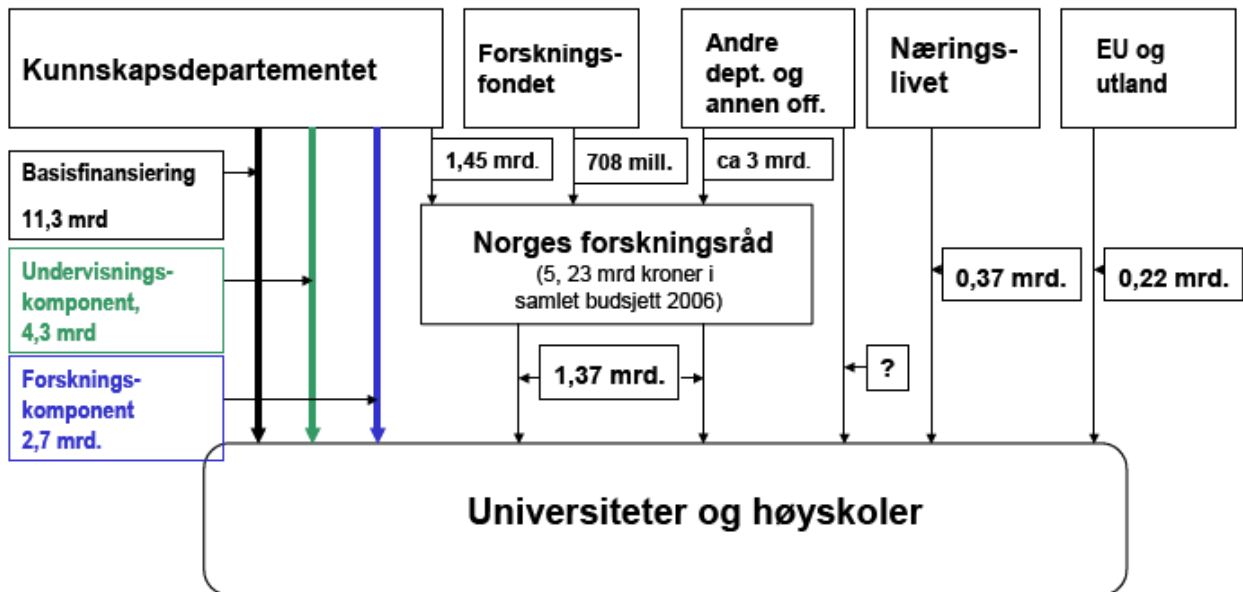 Kunnskapsdepartementet
Forsknings-
fondet
Andre
dept. og
annen off.
Nærings-
livet
EU og
utland
Basisfinansiering
11,3 mrd
1,45 mrd.
708 mill.
ca 3 mrd.
Norges forskningsråd
(5, 23 mrd kroner i
samlet budsjett 2006)
Undervisnings-
komponent,
4,3 mrd
0,37 mrd.
0,22 mrd.
Forsknings-
komponent
2,7 mrd.
1,37 mrd.
?
Universiteter og høyskoler